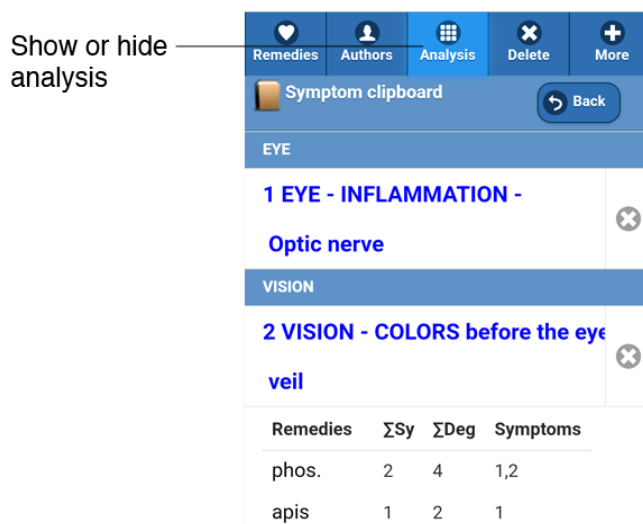 Show or hide
analysis
Remedies Authors Analysis Delete More
Symptom clipboard
Back
EYE
1 EYE - INFLAMMATION -
Optic nerve
VISION
2 VISION - COLORS before the eye
veil
Remedies ∑Sy ∑Deg Symptoms
phos. 2 4 1,2
apis 1 2 1